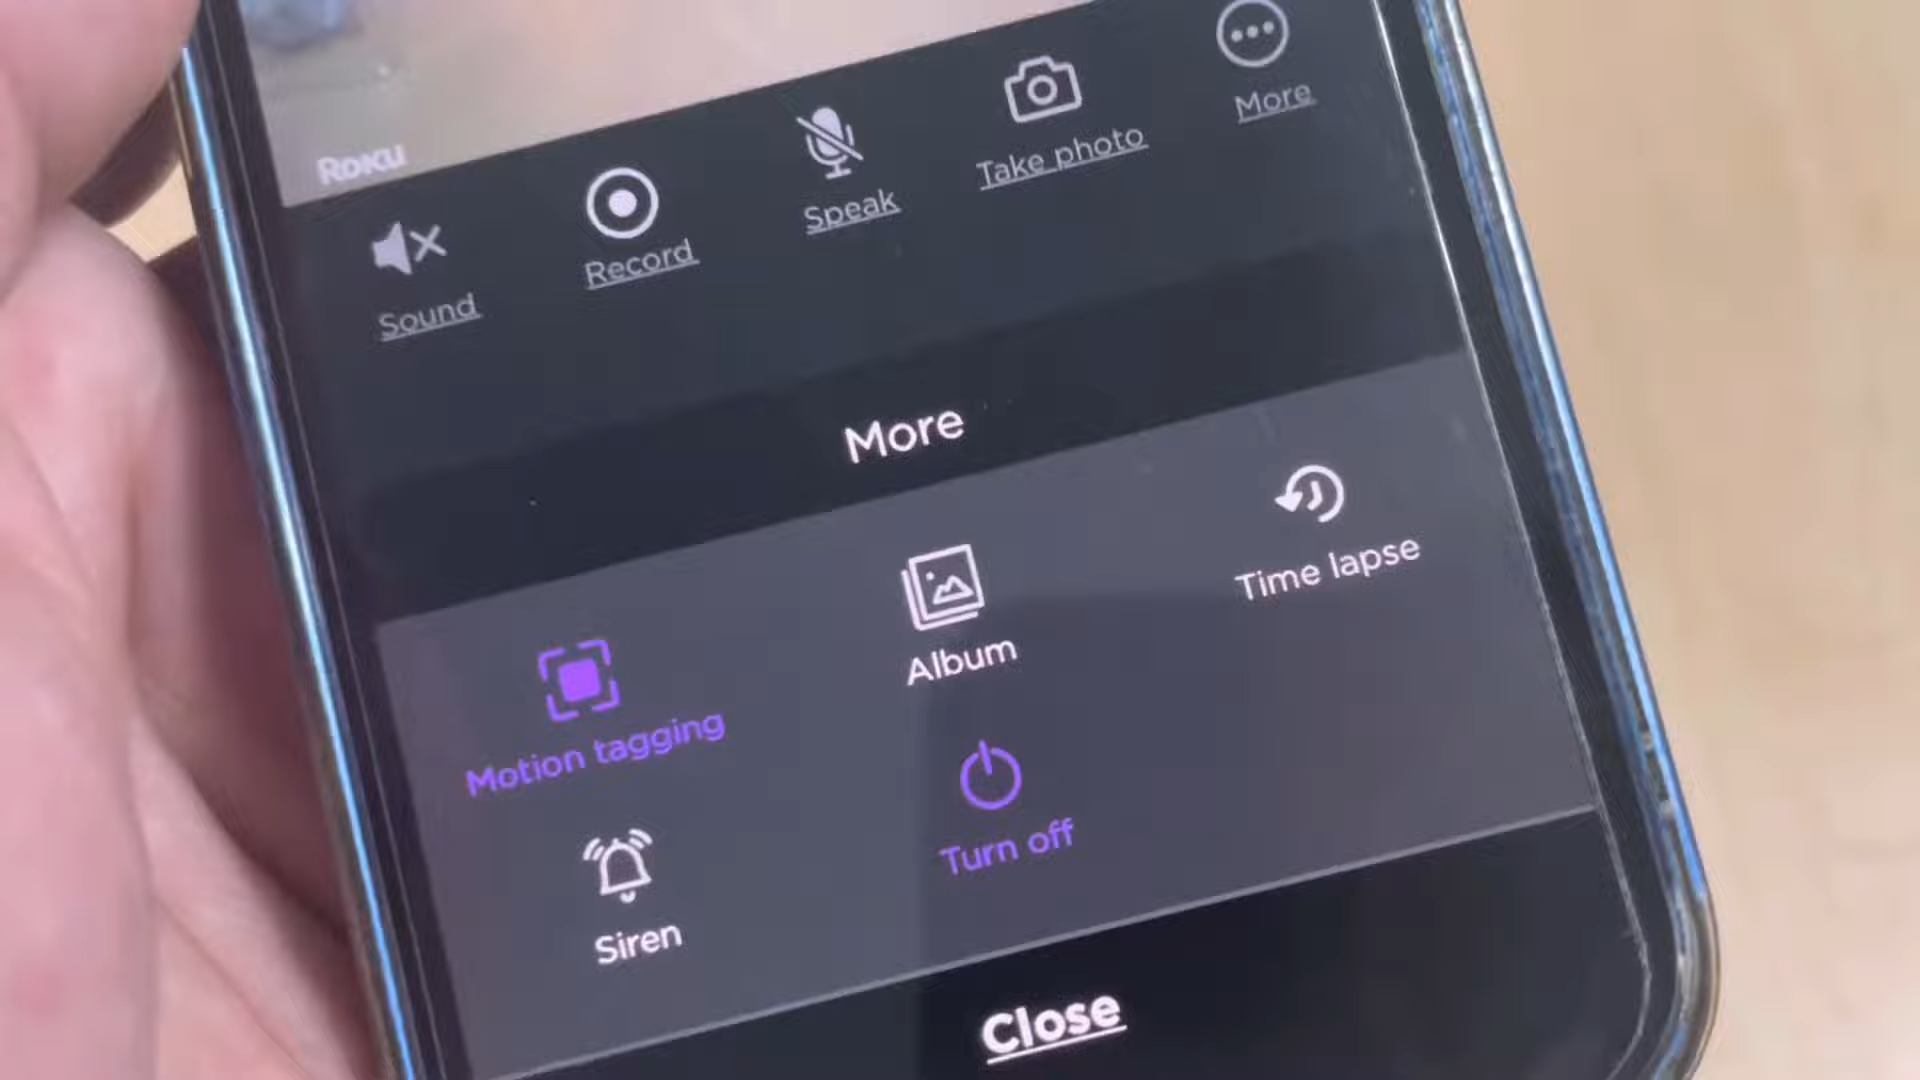 Roku
Sound
Record
Speak
Take photo
More
More
Motion tagging
Album
Time lapse
Siren
Turn off
Close